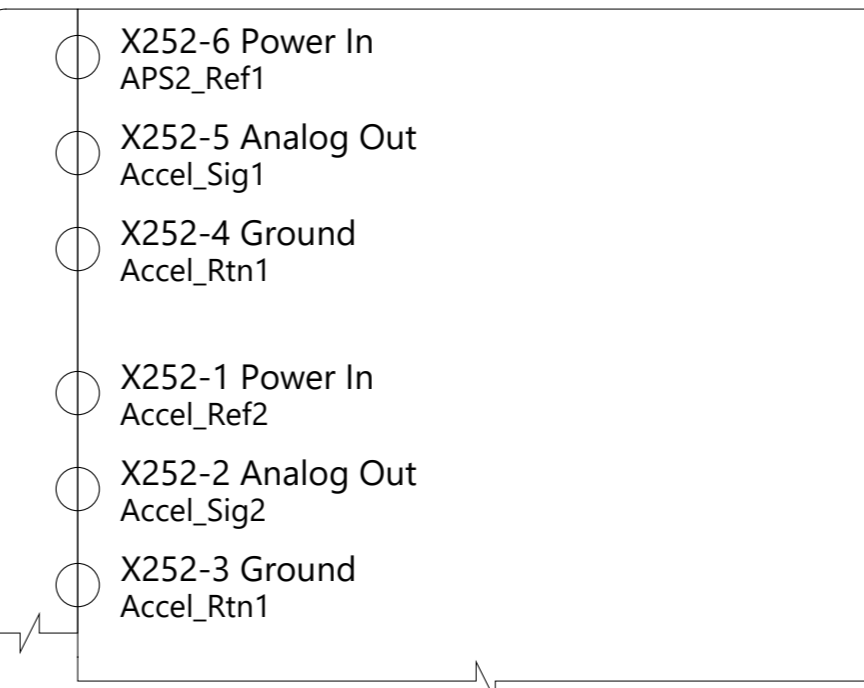 X252-6 Power In
APS2_Ref1
X252-5 Analog Out
Accel_Sig1
X252-4 Ground
Accel_Rtn1
X252-1 Power In
Accel_Ref2
X252-2 Analog Out
Accel_Sig2
X252-3 Ground
Accel_Rtn1